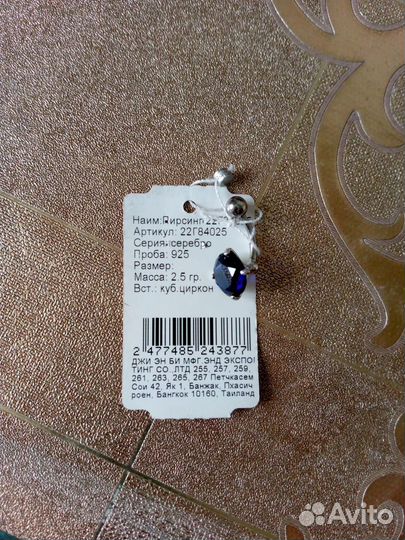 Наим:Пирсинг 22Г
Артикул: 22Г84025
Серия:серебро
Проба: 925
Размер:
Масса: 2.5 гр.
Вст.: куб.циркон
2 477485 243877
ДЖИ ЭН БИ МФГ.ЭНД ЭКСПО
ТИНГ СО.,ЛТД 255, 257, 259,
261, 263, 265, 267 Петчкасем
Сои 42, Як 1, Банжак, Пхасич
роен, Бангкок 10160, Таиланд
Avito